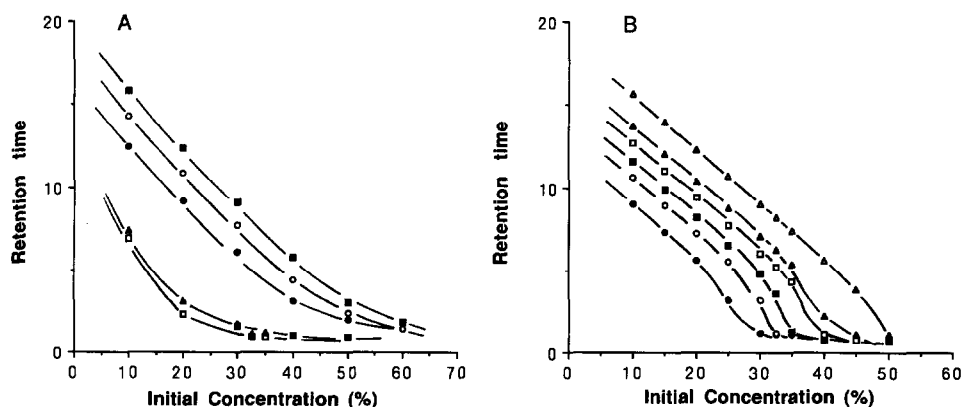 A
20
10
0
Retention time
0 10 20 30 40 50 60 70
Initial Concentration (%)
B
20
10
0
Retention time
0 10 20 30 40 50 60
Initial Concentration (%)